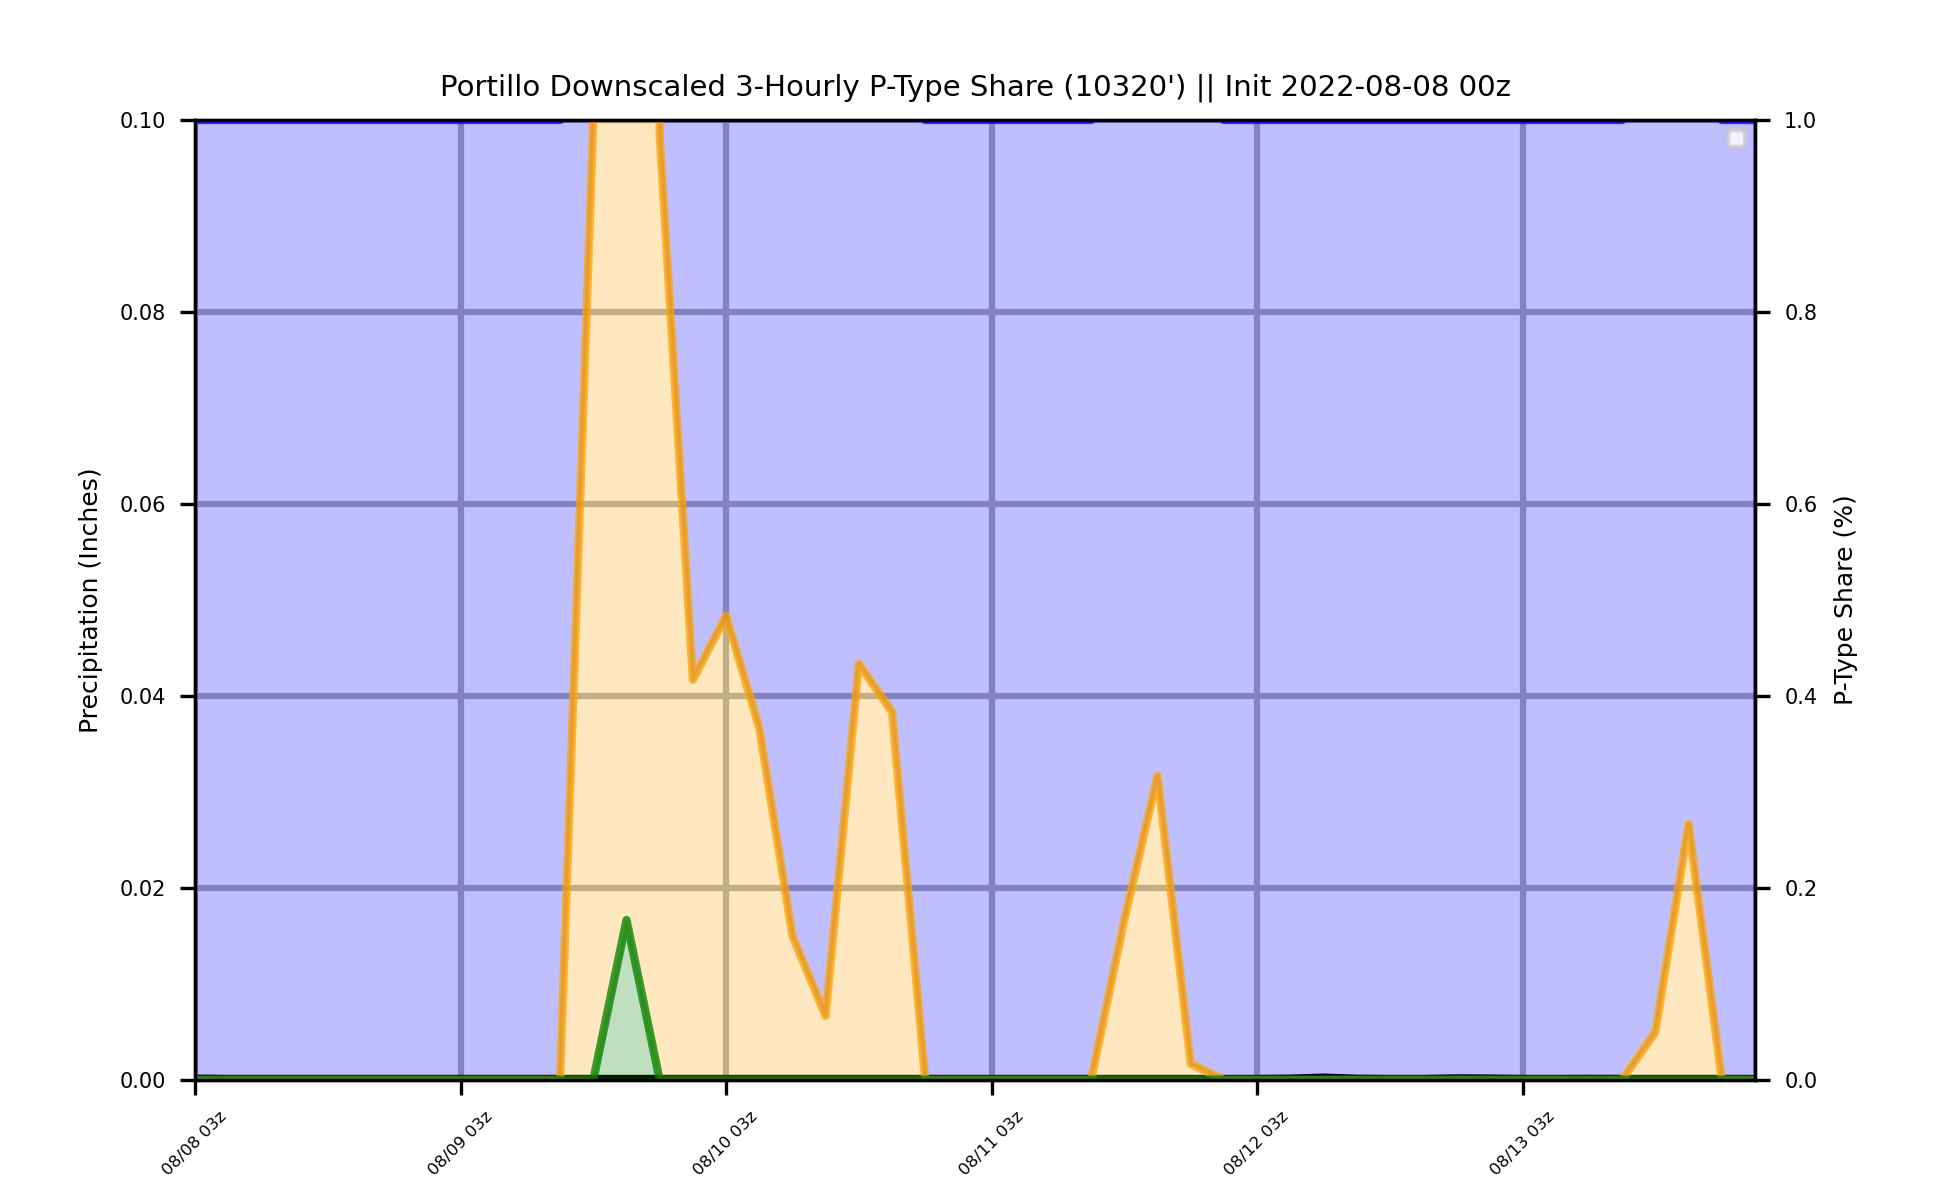 Portillo Downscaled 3-Hourly P-Type Share (10320') || Init 2022-08-08 00z
0.10
0.08
0.06
0.04
0.02
0.00
Precipitation (Inches)
1.0
0.8
0.6
0.4
0.2
0.0
P-Type Share (%)
08/08 03z
08/09 03z
08/10 03z
08/11 03z
08/12 03z
08/13 03z